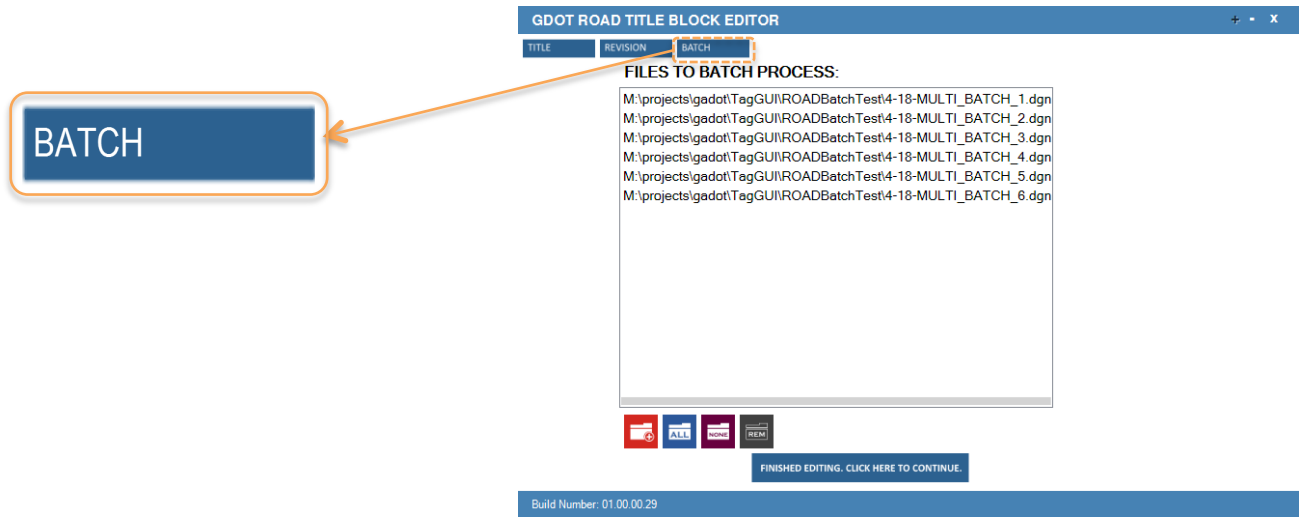 GDOT ROAD TITLE BLOCK EDITOR + - X
TITLE REVISION BATCH
FILES TO BATCH PROCESS:
M:\projects\gadot\TagGUI\ROADBatchTest\4-18-MULTI_BATCH_1.dgn
M:\projects\gadot\TagGUI\ROADBatchTest\4-18-MULTI_BATCH_2.dgn
M:\projects\gadot\TagGUI\ROADBatchTest\4-18-MULTI_BATCH_3.dgn
M:\projects\gadot\TagGUI\ROADBatchTest\4-18-MULTI_BATCH_4.dgn
M:\projects\gadot\TagGUI\ROADBatchTest\4-18-MULTI_BATCH_5.dgn
M:\projects\gadot\TagGUI\ROADBatchTest\4-18-MULTI_BATCH_6.dgn
BATCH
ALL NONE REM
FINISHED EDITING. CLICK HERE TO CONTINUE.
Build Number: 01.00.00.29